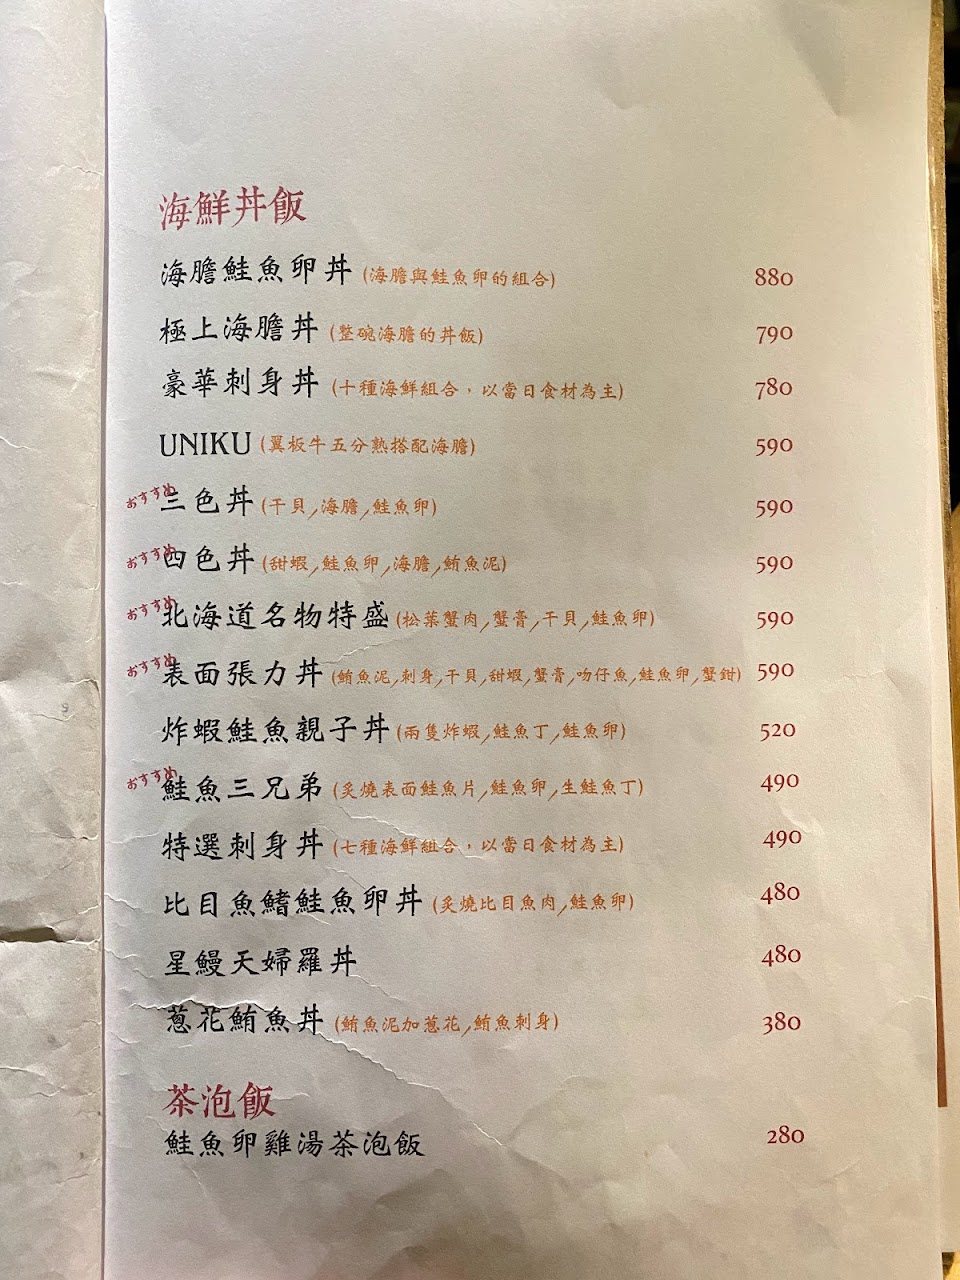 海鮮丼飯
海膽鮭魚卵丼 (海膽與鮭魚卵的組合) 880
極上海膽丼 (整碗海膽的丼飯) 790
豪華刺身丼 (十種海鮮組合，以當日食材為主) 780
UNIKU (翼板牛五分熟搭配海膽) 590
おすすめ 三色丼 (干貝/海膽/鮭魚卵) 590
おすすめ 四色丼 (甜蝦/鮭魚卵/海膽/鮪魚泥) 590
おすすめ 北海道名物特盛 (松葉蟹肉/蟹膏/干貝/鮭魚卵) 590
おすすめ 表面張力丼 (鮪魚泥/刺身/干貝/甜蝦/蟹膏/吻仔魚/鮭魚卵/蟹鉗) 590
炸蝦鮭魚親子丼 (兩隻炸蝦/鮭魚丁/鮭魚卵) 520
おすすめ 鮭魚三兄弟 (炙燒表面鮭魚片/鮭魚卵/生鮭魚丁) 490
特選刺身丼 (七種海鮮組合，以當日食材為主) 490
比目魚鰭鮭魚卵丼 (炙燒比目魚肉/鮭魚卵) 480
星鰻天婦羅丼 480
蔥花鮪魚丼 (鮪魚泥加蔥花/鮪魚刺身) 380
茶泡飯
鮭魚卵雞湯茶泡飯 280